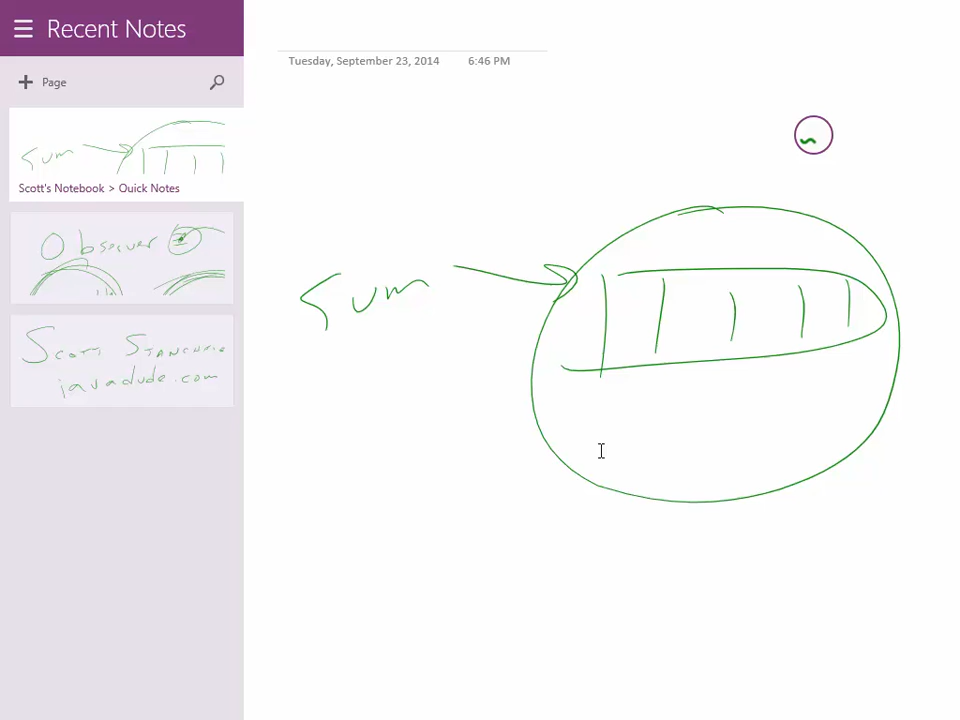 Recent Notes
Page
Sum
Scott's Notebook > Quick Notes
Observer
Scott Stanchfie
javadude.com
Tuesday, September 23, 2014 6:46 PM
Sum